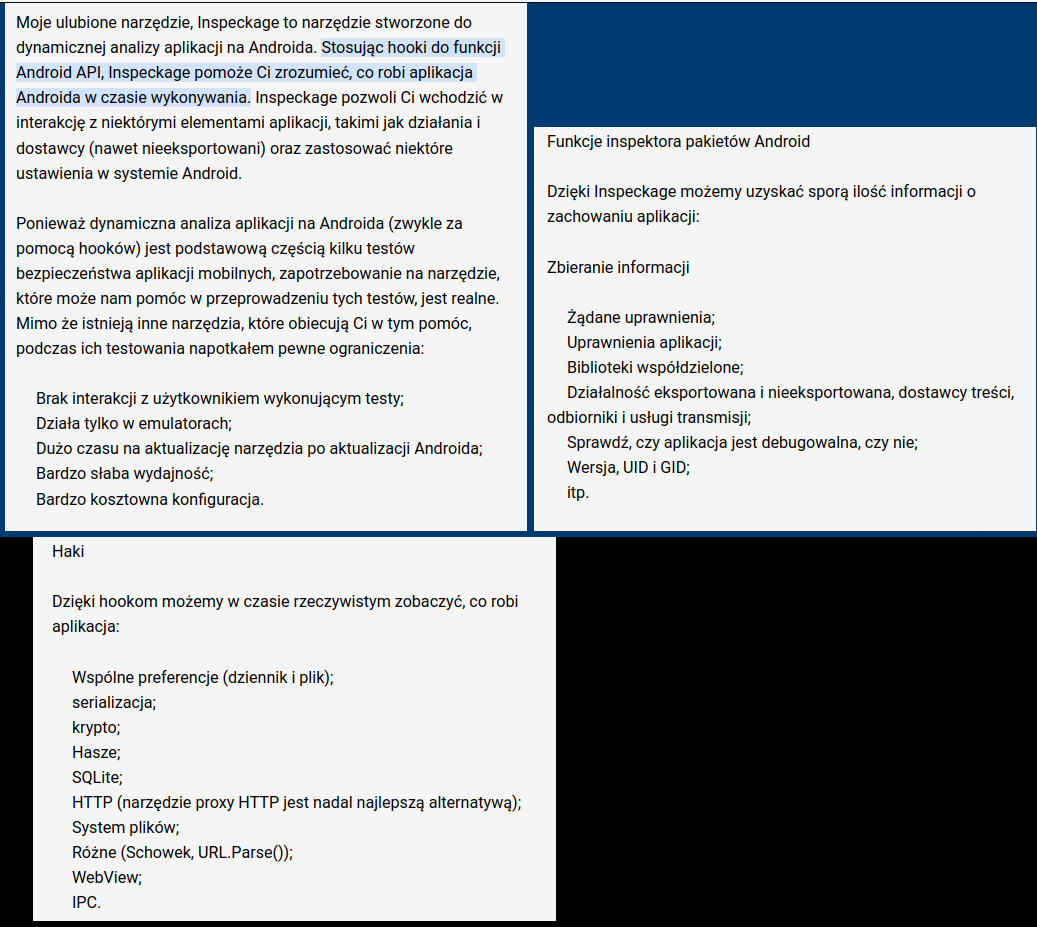 Moje ulubione narzędzie, Inspeckage to narzędzie stworzone do
dynamicznej analizy aplikacji na Androida. Stosując hooki do funkcji
Android API, Inspeckage pomoże Ci zrozumieć, co robi aplikacja
Androida w czasie wykonywania. Inspeckage pozwoli Ci wchodzić w
interakcję z niektórymi elementami aplikacji, takimi jak działania i
dostawcy (nawet nieeksportowani) oraz zastosować niektóre
ustawienia w systemie Android.
Ponieważ dynamiczna analiza aplikacji na Androida (zwykle za
pomocą hooków) jest podstawową częścią kilku testów
bezpieczeństwa aplikacji mobilnych, zapotrzebowanie na narzędzie,
które może nam pomóc w przeprowadzeniu tych testów, jest realne.
Mimo że istnieją inne narzędzia, które obiecują Ci w tym pomóc,
podczas ich testowania napotkałem pewne ograniczenia:
Brak interakcji z użytkownikiem wykonującym testy;
Działa tylko w emulatorach;
Dużo czasu na aktualizację narzędzia po aktualizacji Androida;
Bardzo słaba wydajność;
Bardzo kosztowna konfiguracja.
Funkcje inspektora pakietów Android
Dzięki Inspeckage możemy uzyskać sporą ilość informacji o
zachowaniu aplikacji:
Zbieranie informacji
Żądane uprawnienia;
Uprawnienia aplikacji;
Biblioteki współdzielone;
Działalność eksportowana i nieeksportowana, dostawcy treści,
odbiorniki i usługi transmisji;
Sprawdź, czy aplikacja jest debugowalna, czy nie;
Wersja, UID i GID;
itp.
Haki
Dzięki hookom możemy w czasie rzeczywistym zobaczyć, co robi
aplikacja:
Wspólne preferencje (dziennik i plik);
serializacja;
krypto;
Hasze;
SQLite;
HTTP (narzędzie proxy HTTP jest nadal najlepszą alternatywą);
System plików;
Różne (Schowek, URL.Parse());
WebView;
IPC.